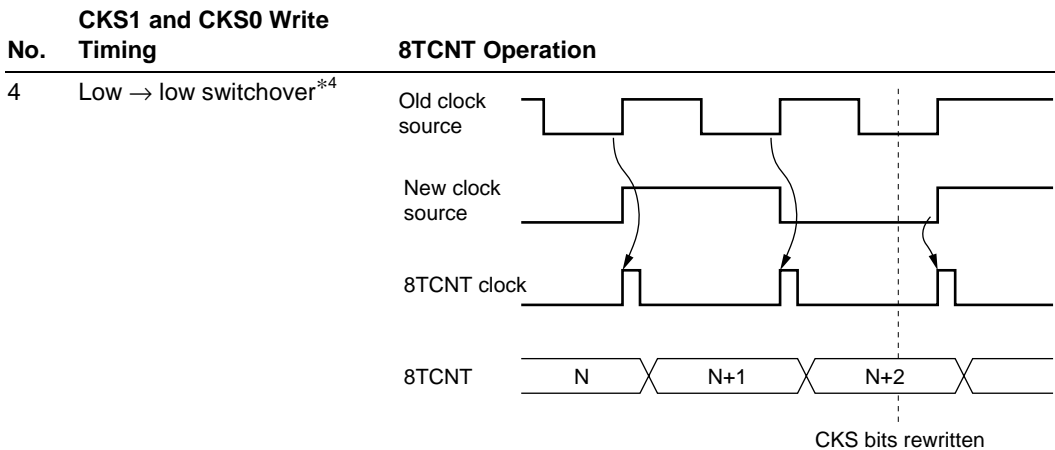 CKS1 and CKS0 Write
No. Timing 8TCNT Operation
4 Low → low switchover*4
Old clock
source
New clock
source
8TCNT clock
8TCNT N N+1 N+2
CKS bits rewritten